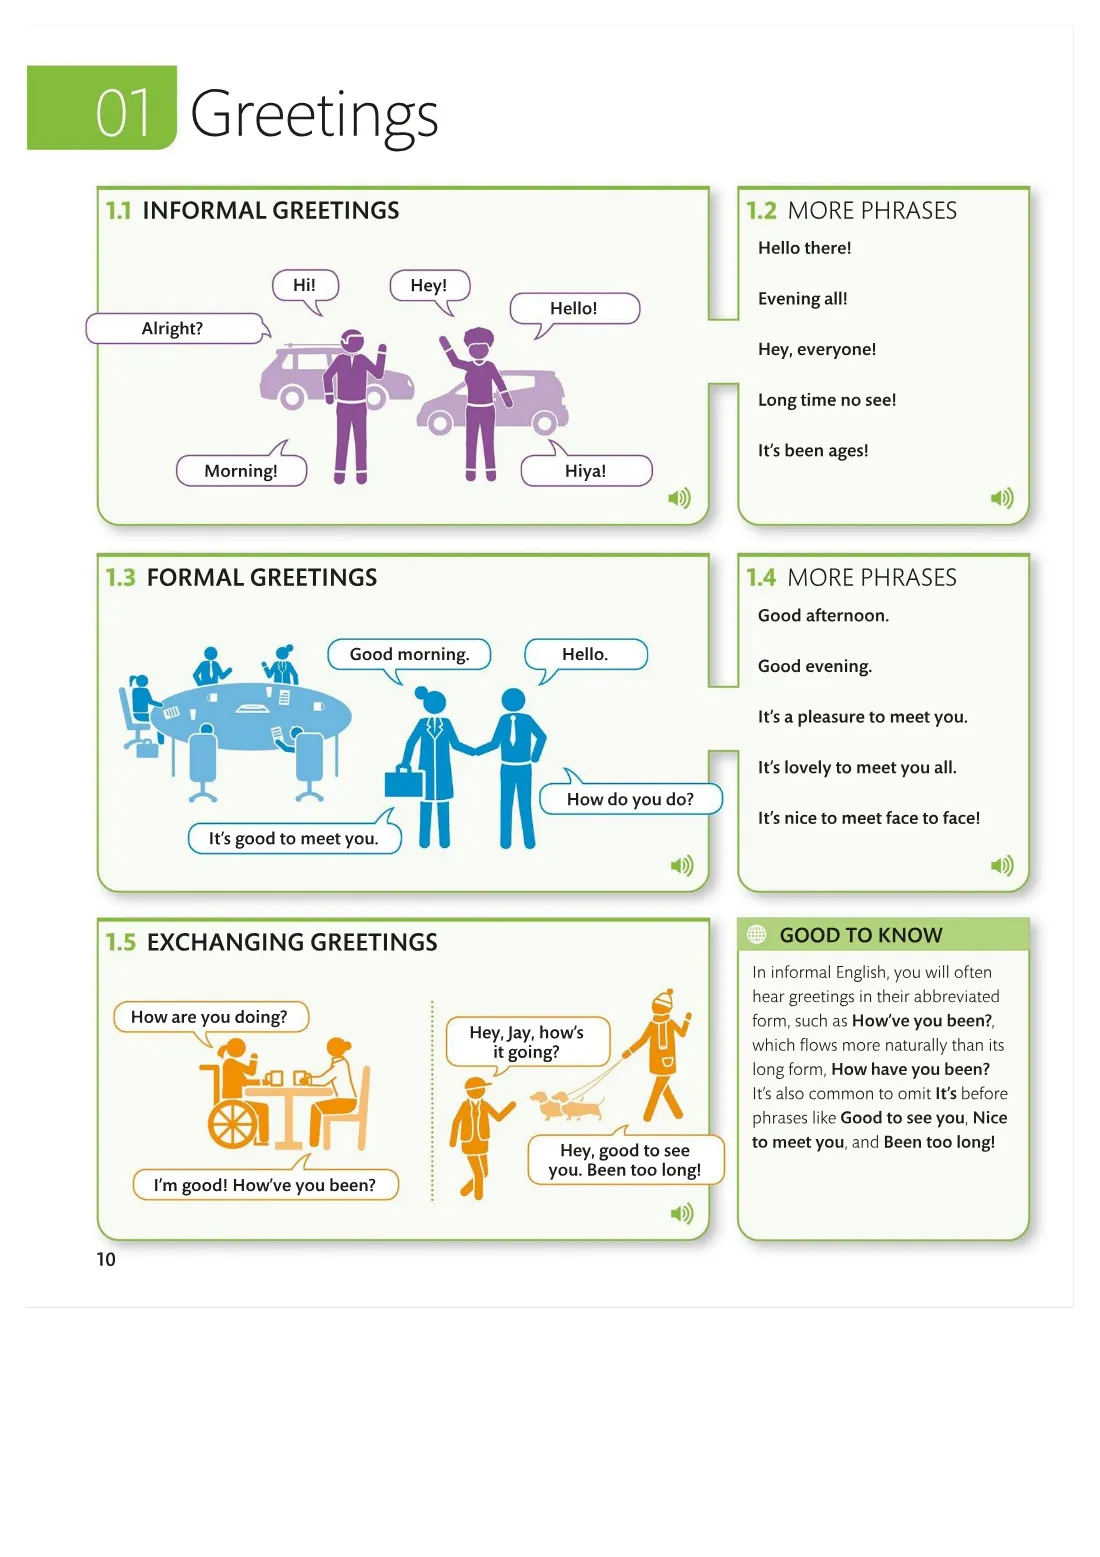 01 Greetings
1.1 INFORMAL GREETINGS
Hi!
Hey!
Hello!
Alright?
Morning!
Hiya!
1.2 MORE PHRASES
Hello there!
Evening all!
Hey, everyone!
Long time no see!
It's been ages!
1.3 FORMAL GREETINGS
Good morning.
Hello.
How do you do?
It's good to meet you.
1.4 MORE PHRASES
Good afternoon.
Good evening.
It's a pleasure to meet you.
It's lovely to meet you all.
It's nice to meet face to face!
1.5 EXCHANGING GREETINGS
How are you doing?
I'm good! How've you been?
Hey, Jay, how's
it going?
Hey, good to see
you. Been too long!
GOOD TO KNOW
In informal English, you will often
hear greetings in their abbreviated
form, such as How've you been?,
which flows more naturally than its
long form, How have you been?
It's also common to omit It's before
phrases like Good to see you, Nice
to meet you, and Been too long!
10